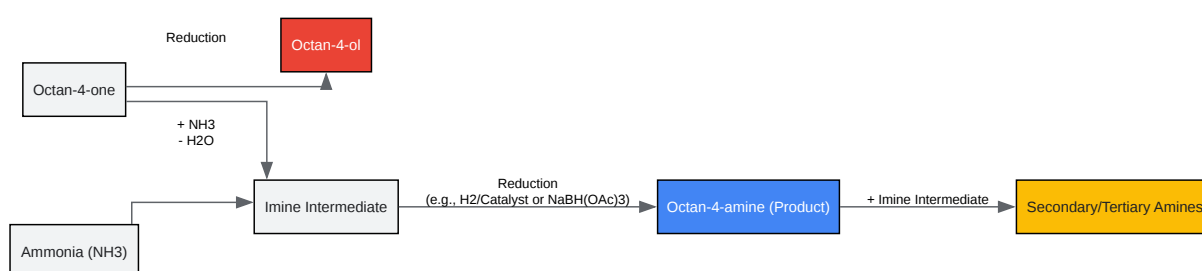 Reduction
Octan-4-ol
Octan-4-one
+ NH3
- H2O
Reduction
(e.g., H2/Catalyst or NaBH(OAc)3)
Imine Intermediate
Octan-4-amine (Product)
+ Imine Intermediate
Secondary/Tertiary Amines
Ammonia (NH3)